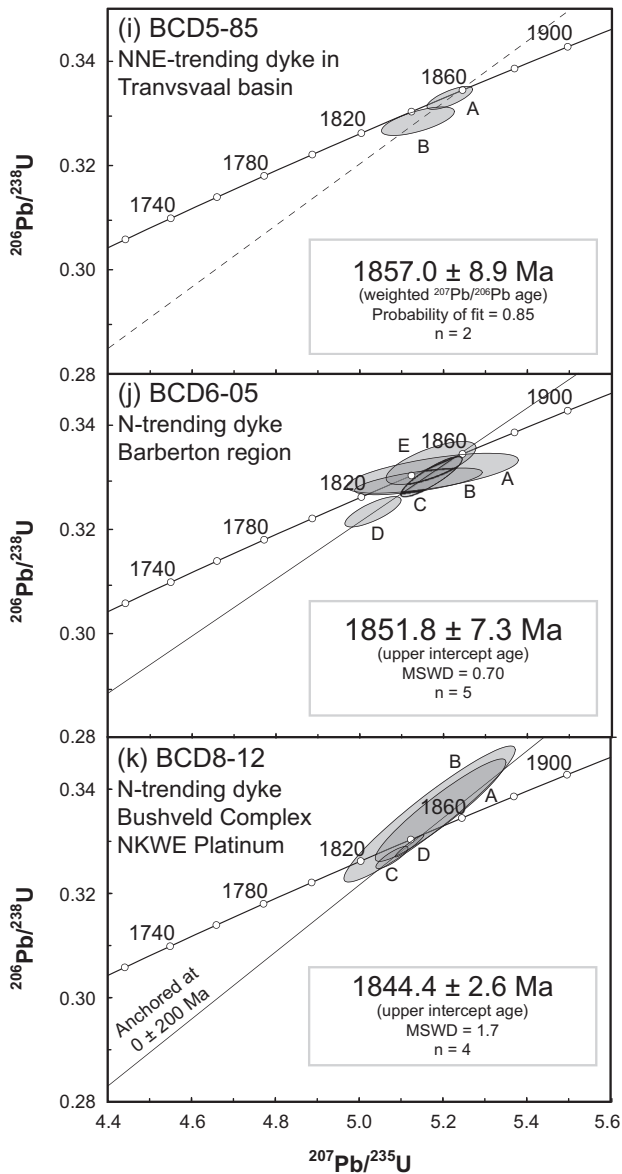 (i) BCD5-85
NNE-trending dyke in
Tranvsvaal basin
0.34
0.32
0.30
0.28
²⁰⁶Pb/²³⁸U
1740
1780
1820
1860
1900
A
B
1857.0 ± 8.9 Ma
(weighted ²⁰⁷Pb/²⁰⁶Pb age)
Probability of fit = 0.85
n = 2
(j) BCD6-05
N-trending dyke
Barberton region
0.34
0.32
0.30
0.28
²⁰⁶Pb/²³⁸U
1740
1780
1820
1860
1900
E
A
B
C
D
1851.8 ± 7.3 Ma
(upper intercept age)
MSWD = 0.70
n = 5
(k) BCD8-12
N-trending dyke
Bushveld Complex
NKWE Platinum
0.34
0.32
0.30
0.28
²⁰⁶Pb/²³⁸U
1740
1780
1820
1860
1900
B
A
D
C
Anchored at
0 ± 200 Ma
1844.4 ± 2.6 Ma
(upper intercept age)
MSWD = 1.7
n = 4
4.4 4.6 4.8 5.0 5.2 5.4 5.6
²⁰⁷Pb/²³⁵U